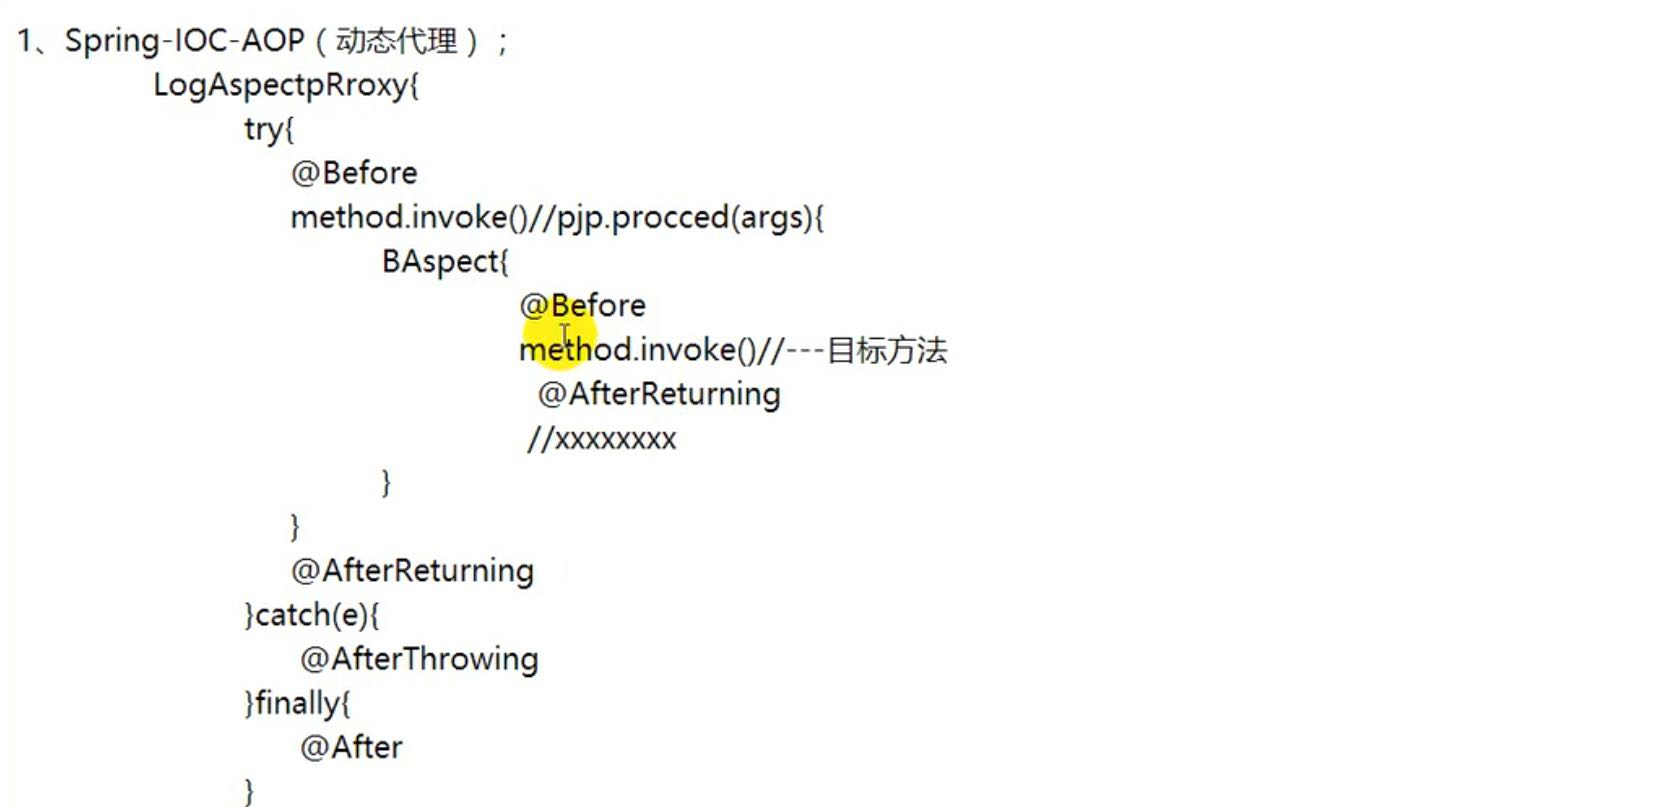 1、Spring-IOC-AOP（动态代理）;
LogAspectpRroxy{
try{
@Before
method.invoke()//pjp.procced(args){
BAspect{
@Before
method.invoke()//---目标方法
@AfterReturning
//xxxxxxxx
}
}
@AfterReturning
}catch(e){
@AfterThrowing
}finally{
@After
}